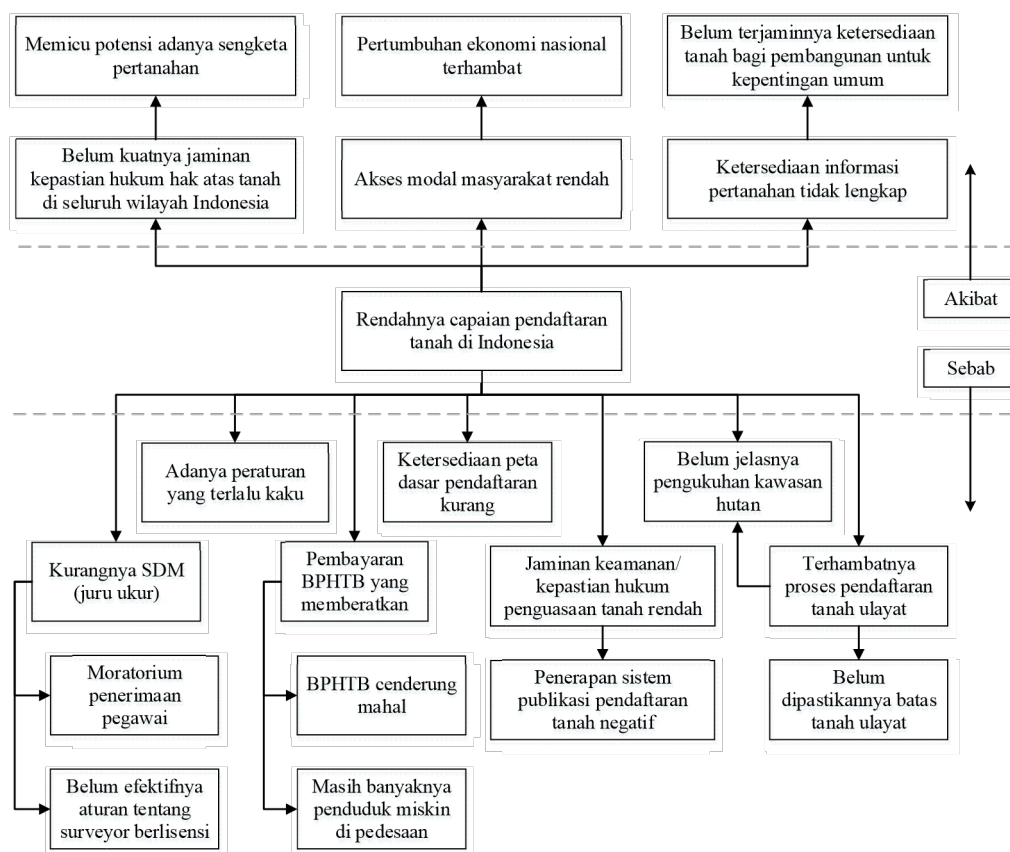 Memicu potensi adanya sengketa
pertanahan
Pertumbuhan ekonomi nasional
terhambat
Belum terjaminnya ketersediaan
tanah bagi pembangunan untuk
kepentingan umum
Belum kuatnya jaminan
kepastian hukum hak atas tanah
di seluruh wilayah Indonesia
Akses modal masyarakat rendah
Ketersediaan informasi
pertanahan tidak lengkap
Akibat
Rendahnya capaian pendaftaran
tanah di Indonesia
Sebab
Adanya peraturan
yang terlalu kaku
Ketersediaan peta
dasar pendaftaran
kurang
Belum jelasnya
pengukuhan kawasan
hutan
Kurangnya SDM
(juru ukur)
Pembayaran
BPHTB yang
memberatkan
Jaminan keamanan/
kepastian hukum
penguasaan tanah rendah
Terhambatnya
proses pendaftaran
tanah ulayat
Moratorium
penerimaan
pegawai
BPHTB cenderung
mahal
Penerapan sistem
publikasi pendaftaran
tanah negatif
Belum
dipastikannya batas
tanah ulayat
Belum efektifnya
aturan tentang
surveyor berlisensi
Masih banyaknya
penduduk miskin
di pedesaan